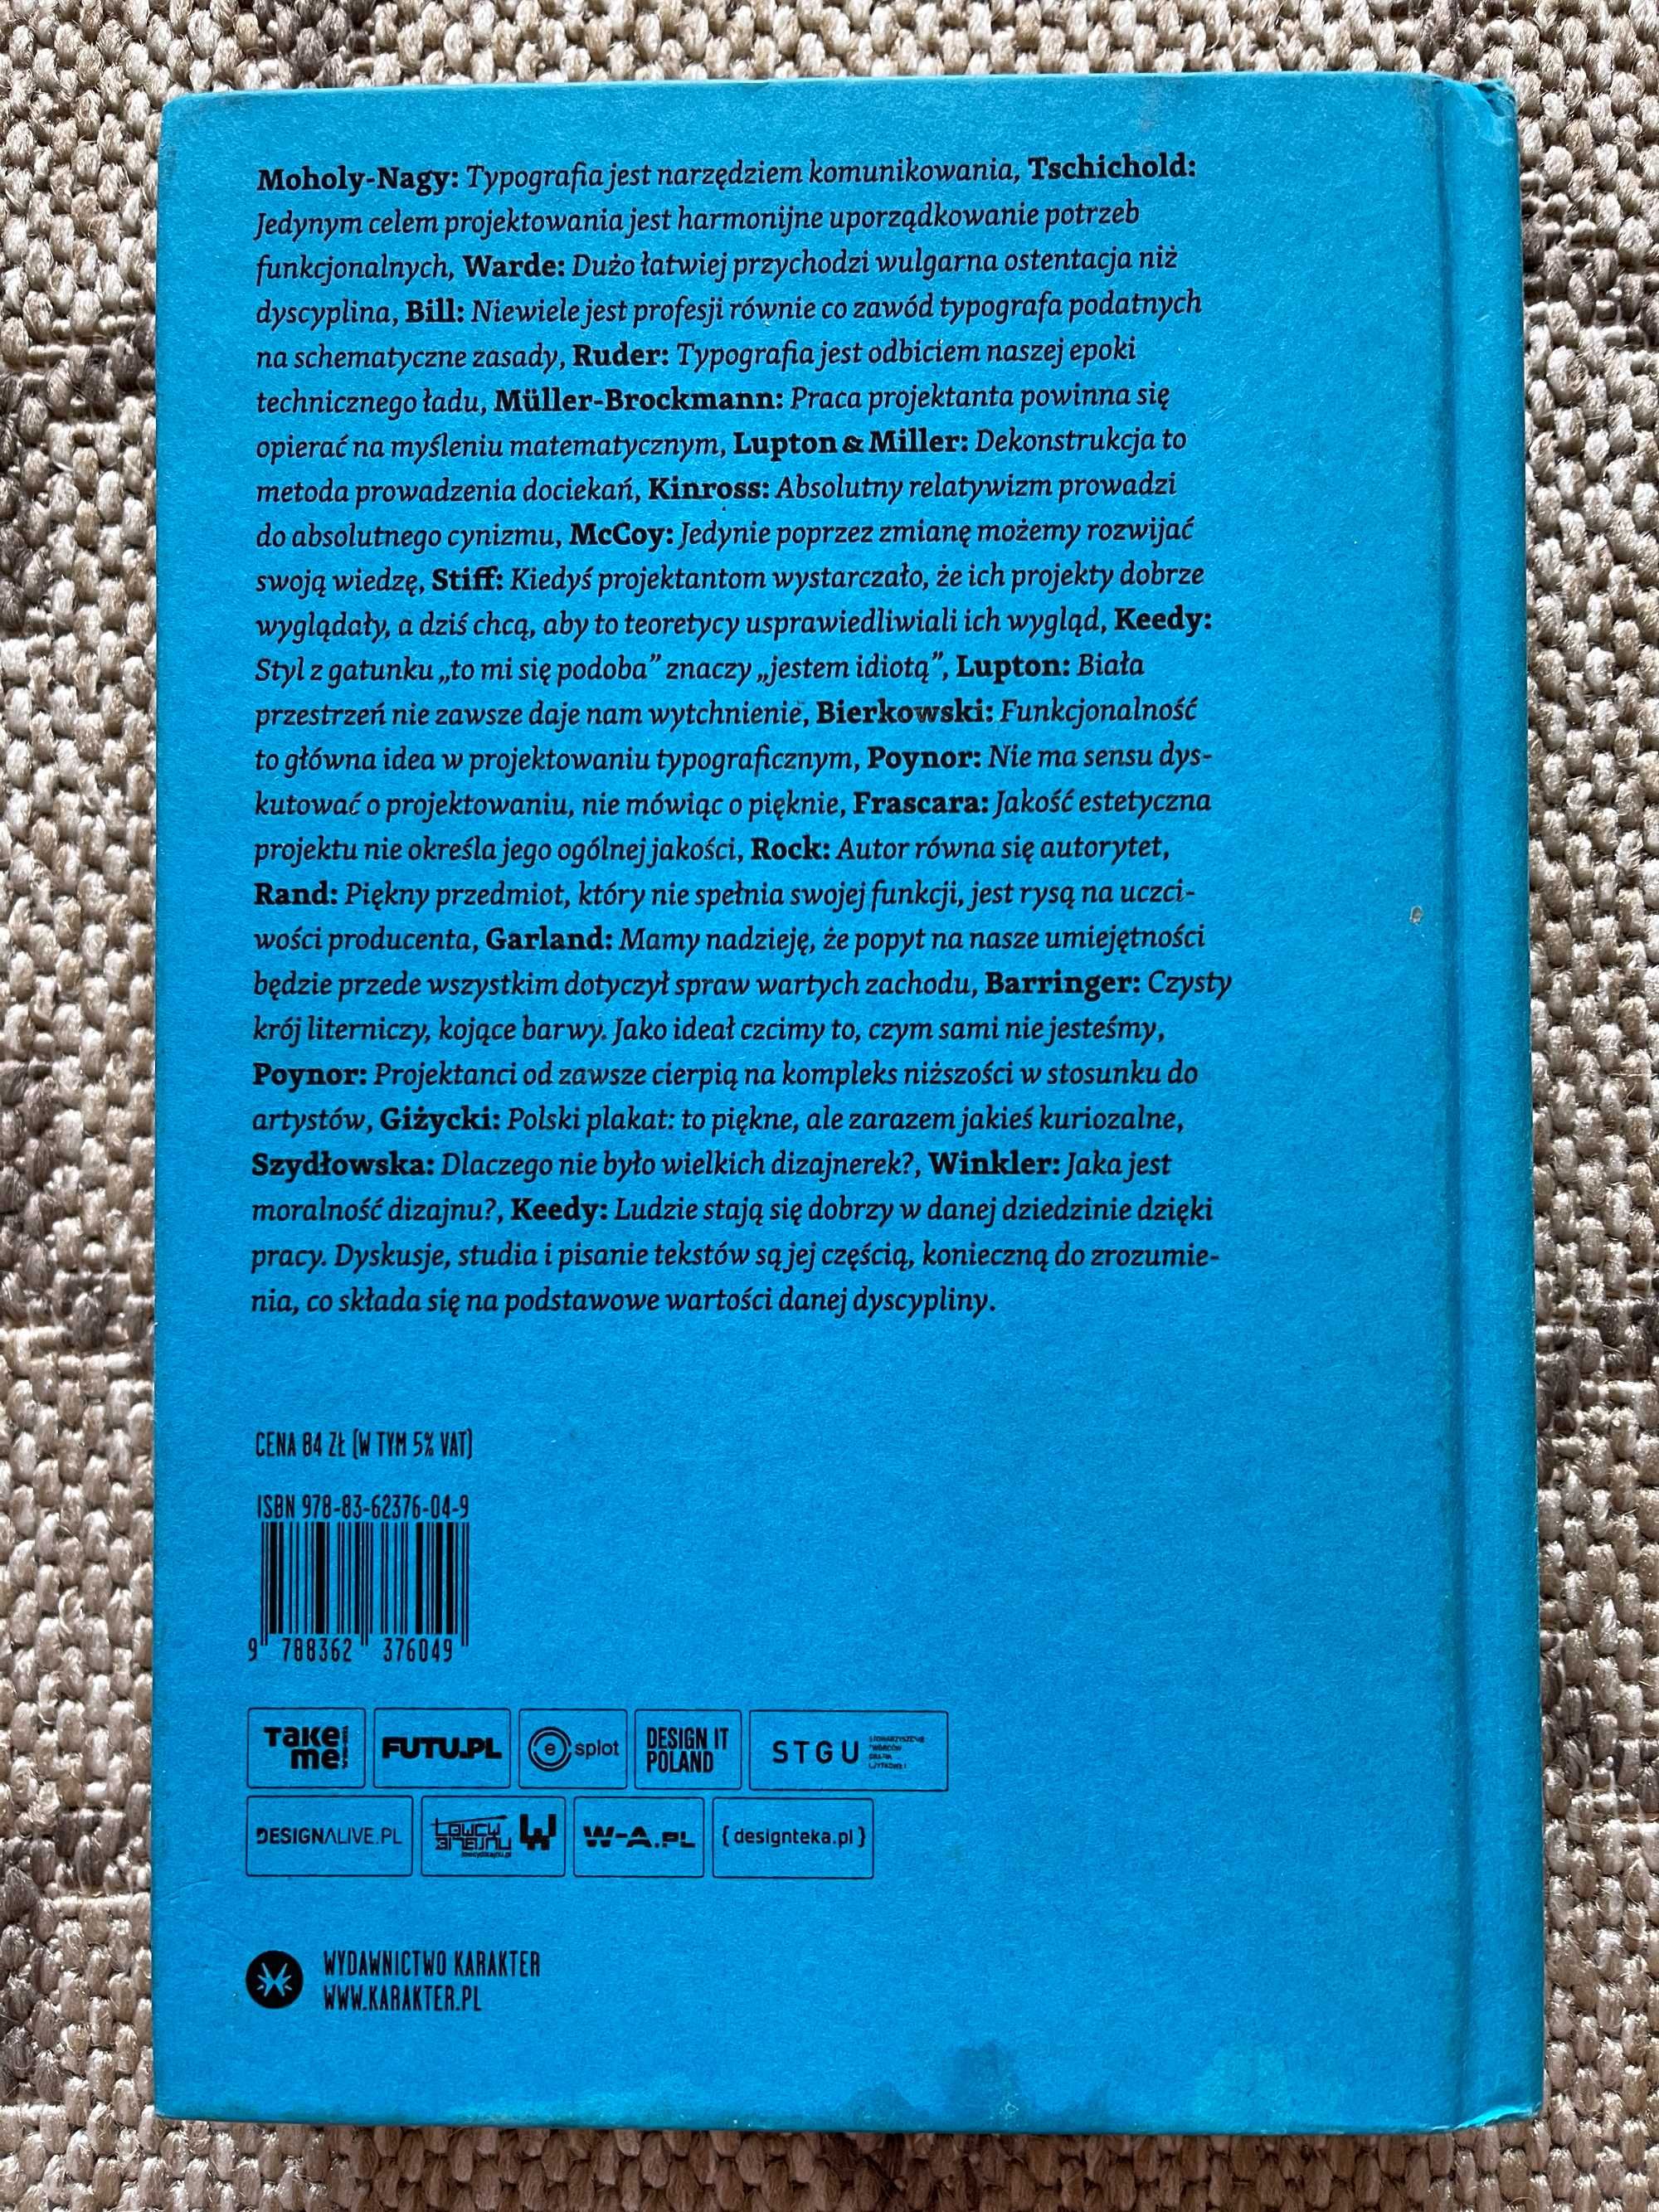 Moholy-Nagy: Typografia jest narzędziem komunikowania, Tschichold:
Jedynym celem projektowania jest harmonijne uporządkowanie potrzeb
funkcjonalnych, Warde: Dużo łatwiej przychodzi wulgarna ostentacja niż
dyscyplina, Bill: Niewiele jest profesji równie co zawód typografa podatnych
na schematyczne zasady, Ruder: Typografia jest odbiciem naszej epoki
technicznego ładu, Müller-Brockmann: Praca projektanta powinna się
opierać na myśleniu matematycznym, Lupton & Miller: Dekonstrukcja to
metoda prowadzenia dociekań, Kinross: Absolutny relatywizm prowadzi
do absolutnego cynizmu, McCoy: Jedynie poprzez zmianę możemy rozwijać
swoją wiedzę, Stiff: Kiedyś projektantom wystarczało, że ich projekty dobrze
wyglądały, a dziś chcą, aby to teoretycy usprawiedliwiali ich wygląd, Keedy:
Styl z gatunku „to mi się podoba” znaczy „jestem idiotą”, Lupton: Biała
przestrzeń nie zawsze daje nam wytchnienie, Bierkowski: Funkcjonalność
to główna idea w projektowaniu typograficznym, Poynor: Nie ma sensu dys-
kutować o projektowaniu, nie mówiąc o pięknie, Frascara: Jakość estetyczna
projektu nie określa jego ogólnej jakości, Rock: Autor równa się autorytet,
Rand: Piękny przedmiot, który nie spełnia swojej funkcji, jest rysą na uczci-
wości producenta, Garland: Mamy nadzieję, że popyt na nasze umiejętności
będzie przede wszystkim dotyczył spraw wartych zachodu, Barringer: Czysty
krój literniczy, kojące barwy. Jako ideał czcimy to, czym sami nie jesteśmy,
Poynor: Projektanci od zawsze cierpią na kompleks niższości w stosunku do
artystów, Giżycki: Polski plakat: to piękne, ale zarazem jakieś kuriozalne,
Szydłowska: Dlaczego nie było wielkich dizajnerek?, Winkler: Jaka jest
moralność dizajnu?, Keedy: Ludzie stają się dobrzy w danej dziedzinie dzięki
pracy. Dyskusje, studia i pisanie tekstów są jej częścią, konieczną do zrozumie-
nia, co składa się na podstawowe wartości danej dyscypliny.
CENA 84 ZŁ (W TYM 5% VAT)
ISBN 978-83-62376-04-9
9 788362 376049
Take me!
FUTU.PL
e splot
DESIGN IT
POLAND
STGU
DESIGNALIVE.PL
W-A.PL
{ designteka.pl }
WYDAWNICTWO KARAKTER
WWW.KARAKTER.PL